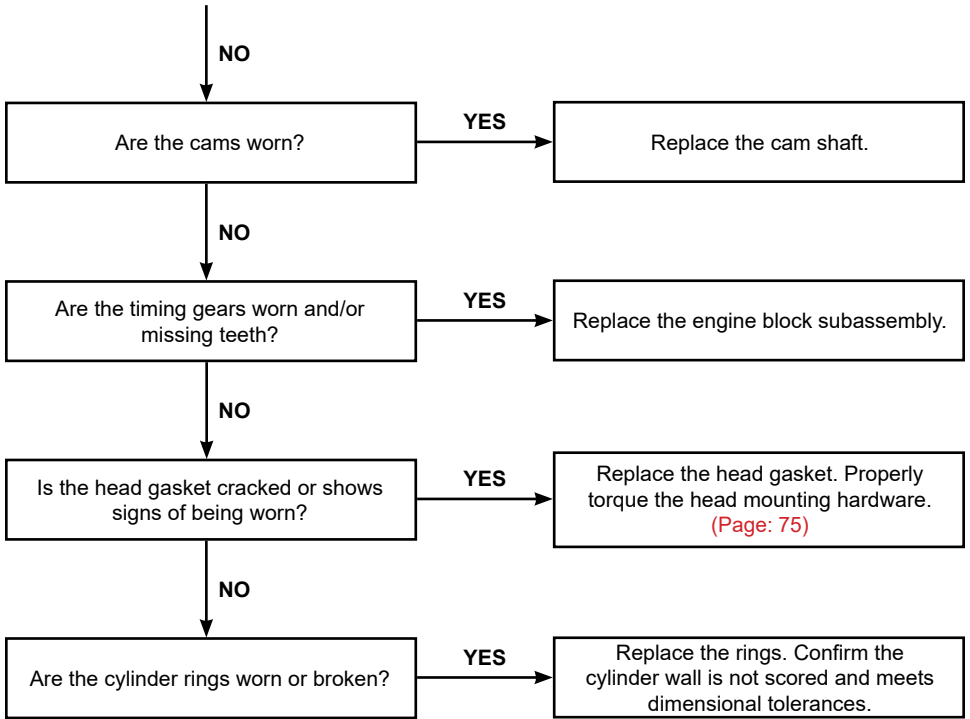 NO
Are the cams worn?
YES
Replace the cam shaft.
NO
Are the timing gears worn and/or
missing teeth?
YES
Replace the engine block subassembly.
NO
Is the head gasket cracked or shows
signs of being worn?
YES
Replace the head gasket. Properly
torque the head mounting hardware.
(Page: 75)
NO
Are the cylinder rings worn or broken?
YES
Replace the rings. Confirm the
cylinder wall is not scored and meets
dimensional tolerances.